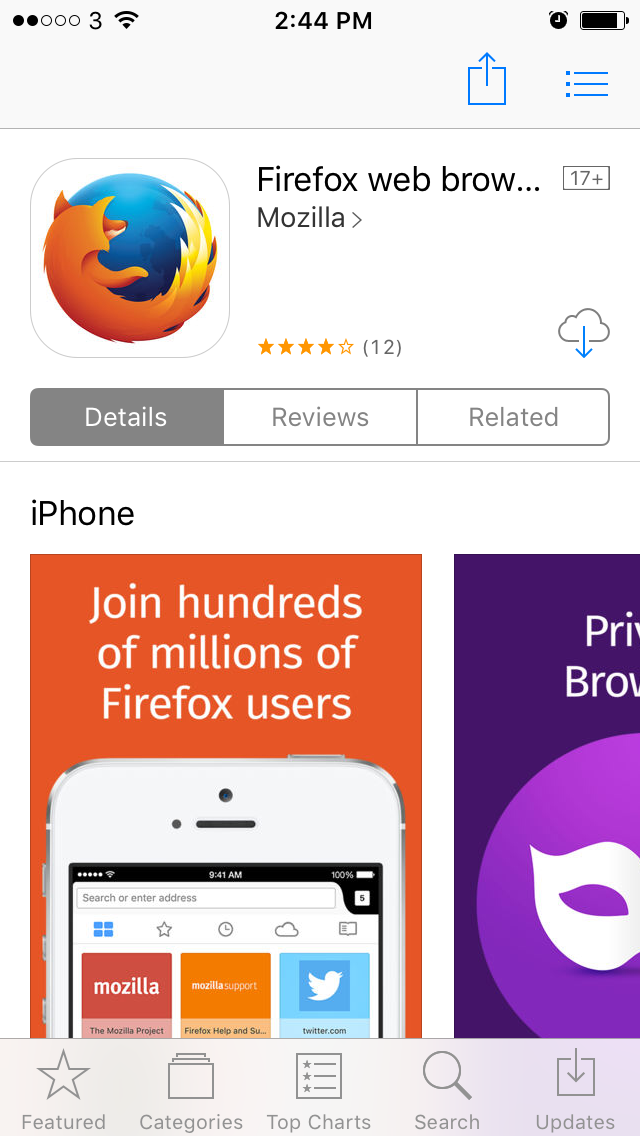 3 2:44 PM
Firefox web brow... 17+
Mozilla >
(12)
Details Reviews Related
iPhone
Join hundreds
of millions of
Firefox users
Priv
Brow
9:41 AM 100%
Search or enter address 5
mozilla mozilla support
The Mozilla Project Firefox Help and Su... twitter.com
Featured Categories Top Charts Search Updates